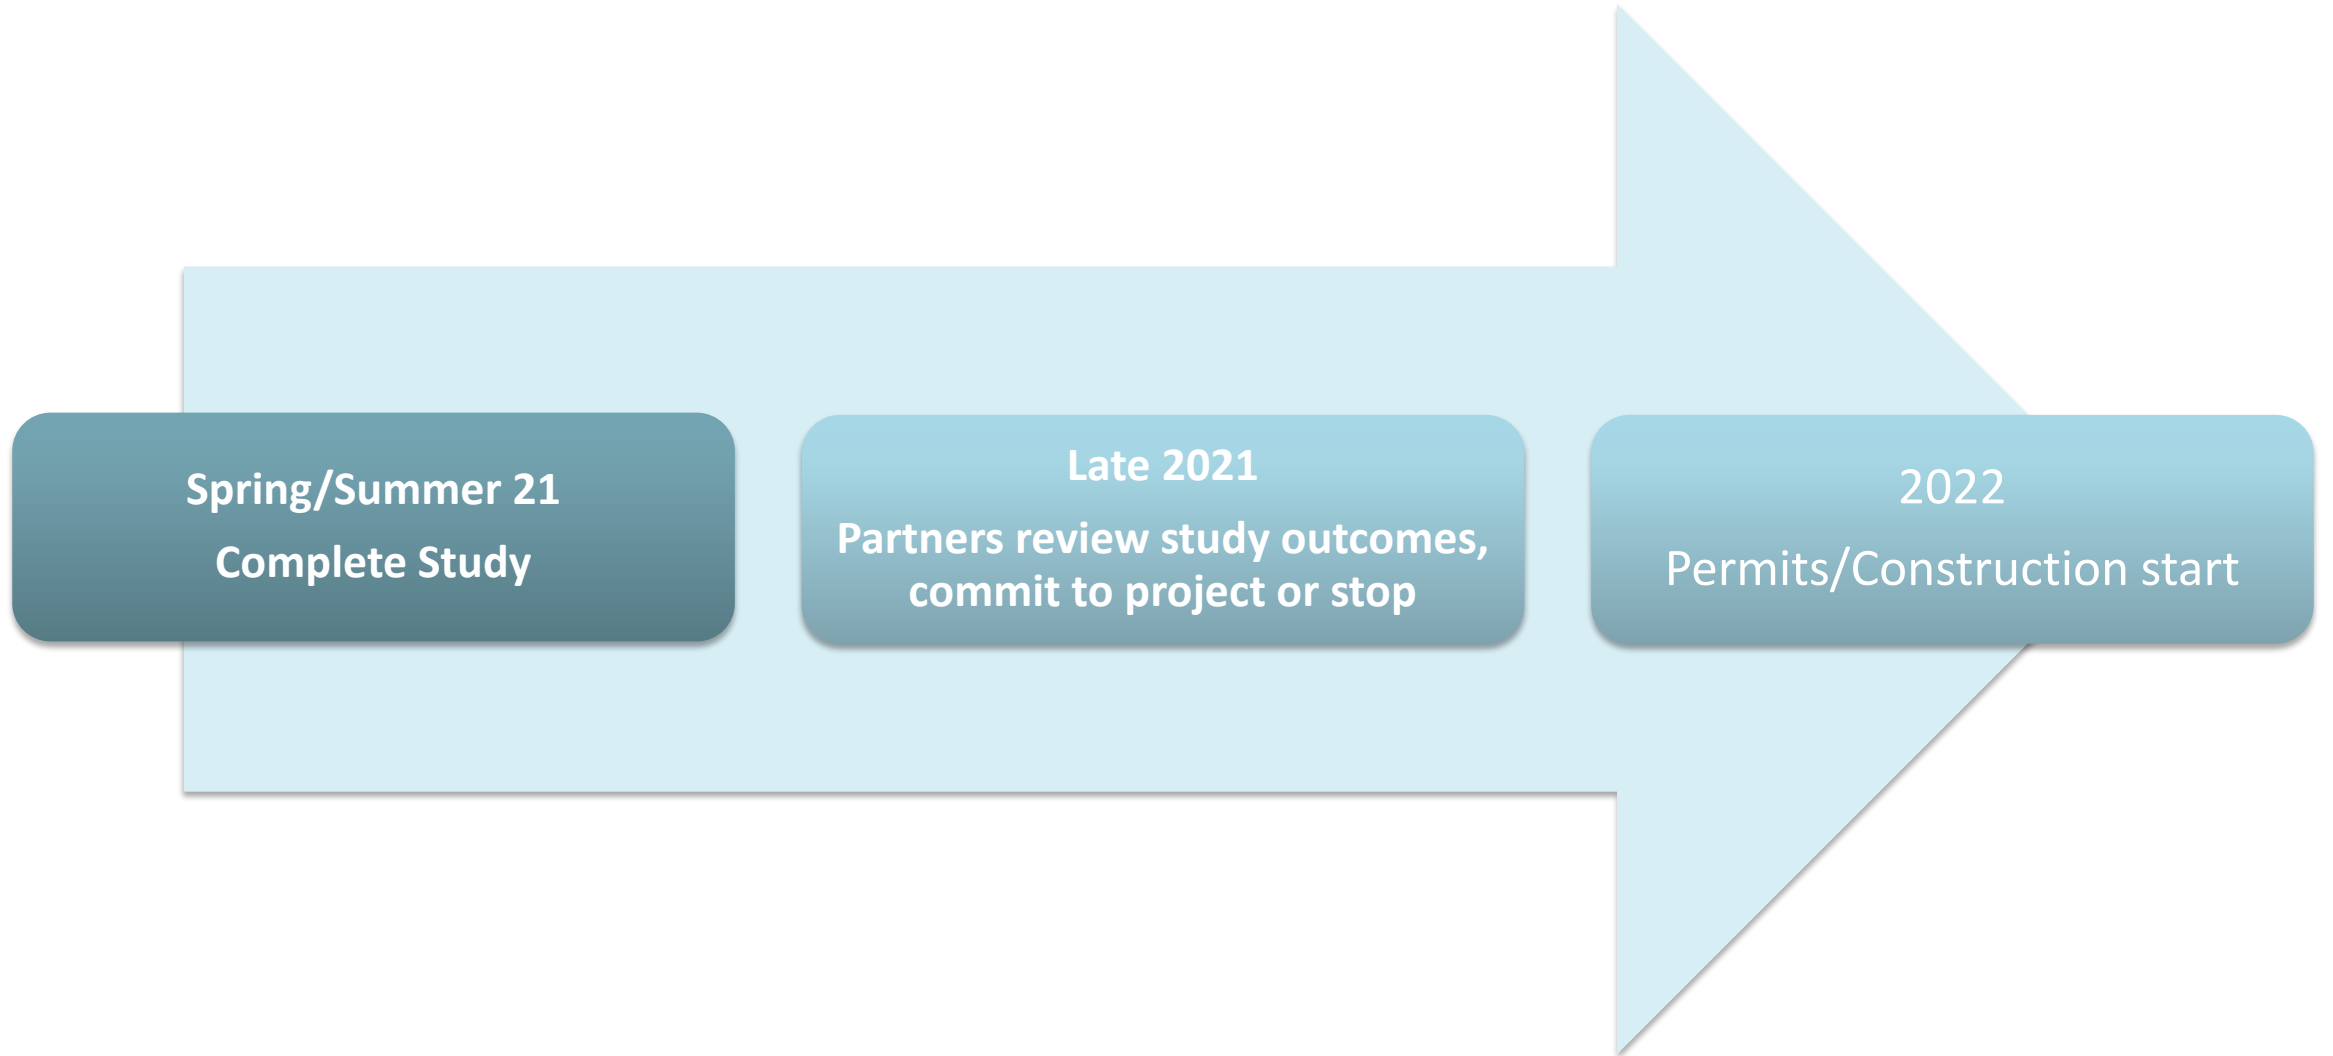 Spring/Summer 21
Complete Study
Late 2021
Partners review study outcomes,
commit to project or stop
2022
Permits/Construction start